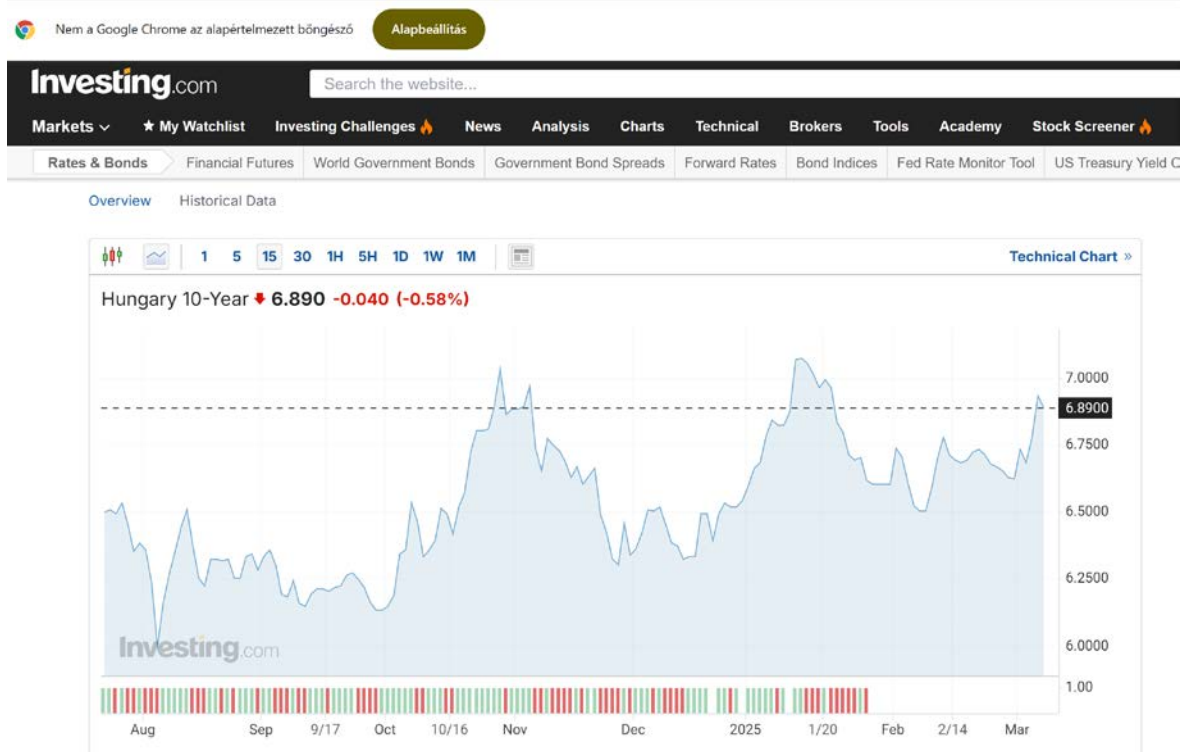 Nem a Google Chrome az alapértelmezett böngésző Alapbeállítás
Investing.com Search the website...
Markets My Watchlist Investing Challenges News Analysis Charts Technical Brokers Tools Academy Stock Screener
Rates & Bonds Financial Futures World Government Bonds Government Bond Spreads Forward Rates Bond Indices Fed Rate Monitor Tool US Treasury Yield
Overview Historical Data
1 5 15 30 1H 5H 1D 1W 1M Technical Chart »
Hungary 10-Year 6.890 -0.040 (-0.58%)
7.0000
6.8900
6.7500
6.5000
6.2500
6.0000
Investing.com
1.00
Aug Sep 9/17 Oct 10/16 Nov Dec 2025 1/20 Feb 2/14 Mar